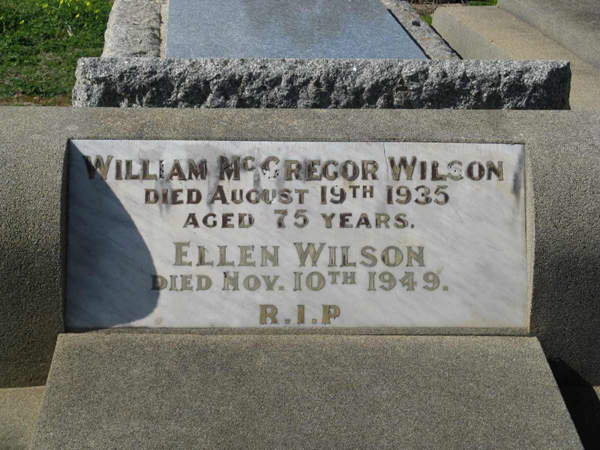 WILLIAM MCGREGOR WILSON
DIED AUGUST 19TH 1935
AGED 75 YEARS.
ELLEN WILSON
DIED NOV. 10TH 1949.
R.I.P